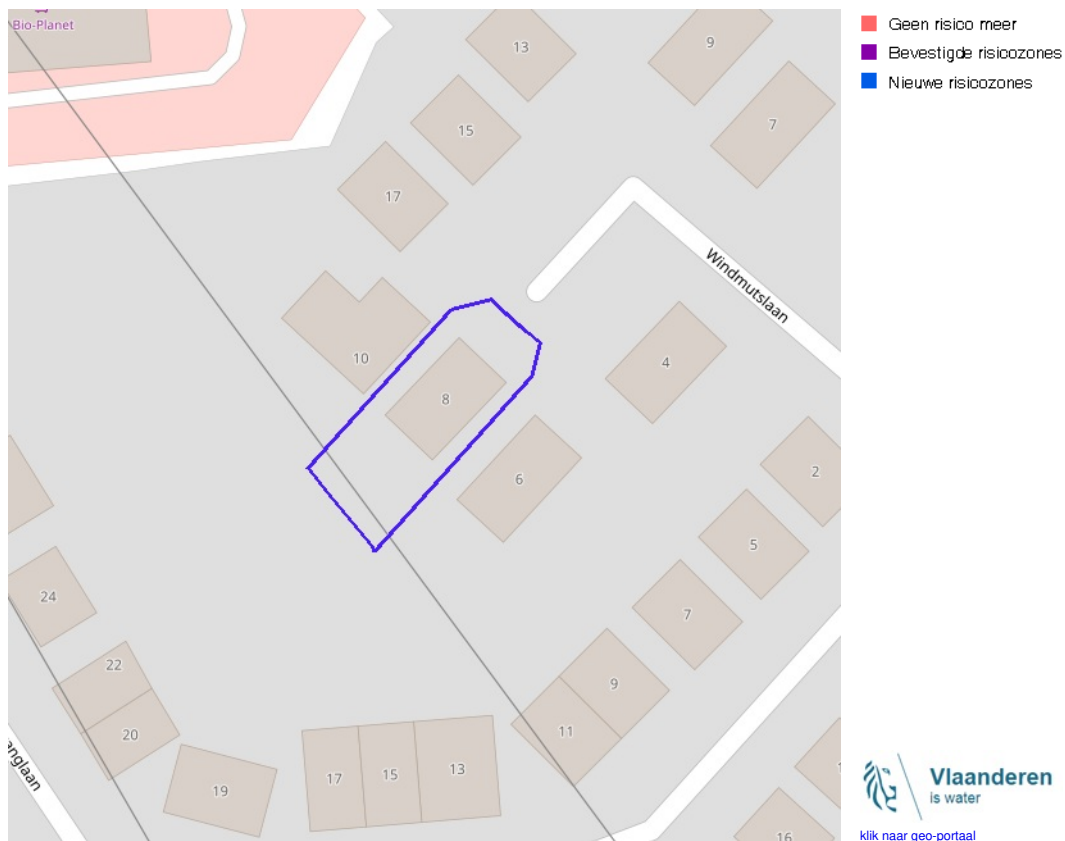 Bio-Planet
Geen risico meer
Bevestigde risicozones
Nieuwe risicozones
13
9
15
7
17
Windmutslaan
10
4
8
6
2
5
24
7
22
9
20
11
17
15
13
19
16
anglaan
Vlaanderen
is water
klik naar geo-portaal